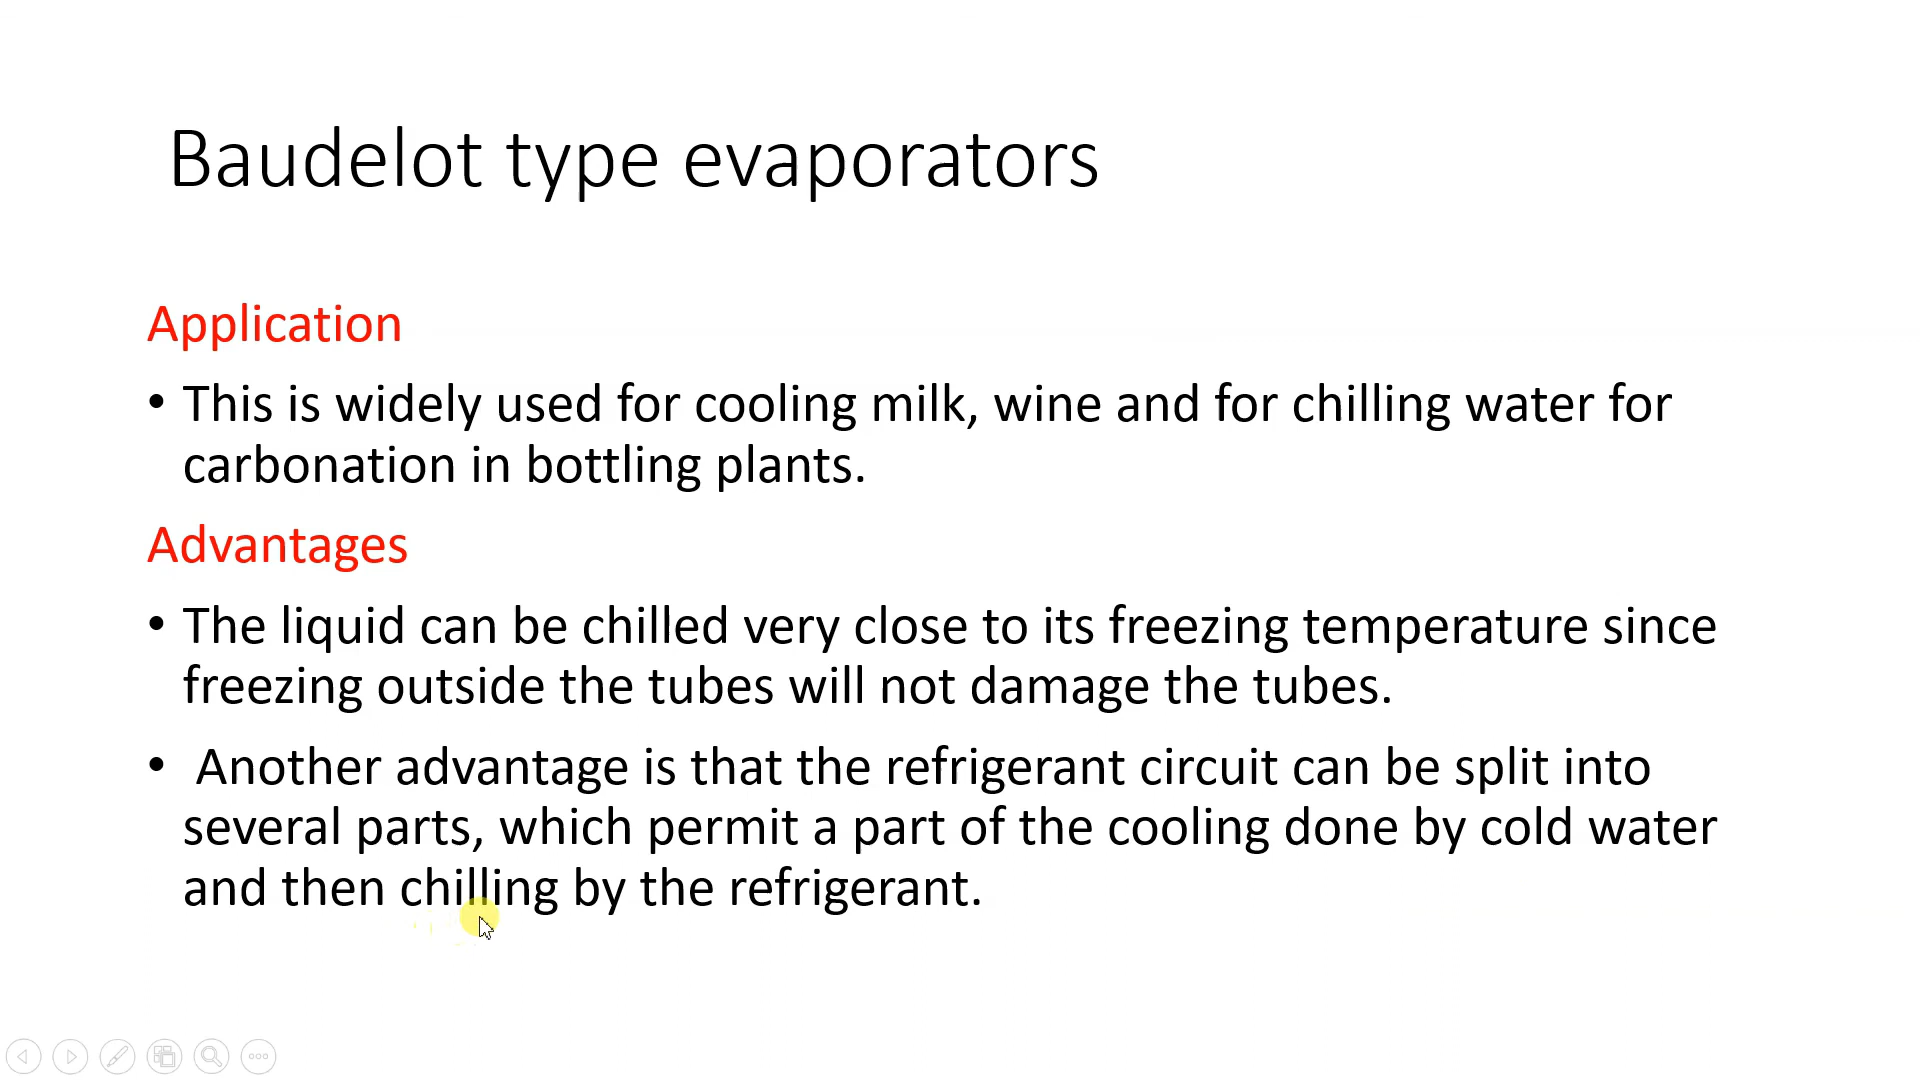 Baudelot type evaporators
Application
• This is widely used for cooling milk, wine and for chilling water for
carbonation in bottling plants.
Advantages
• The liquid can be chilled very close to its freezing temperature since
freezing outside the tubes will not damage the tubes.
• Another advantage is that the refrigerant circuit can be split into
several parts, which permit a part of the cooling done by cold water
and then chilling by the refrigerant.